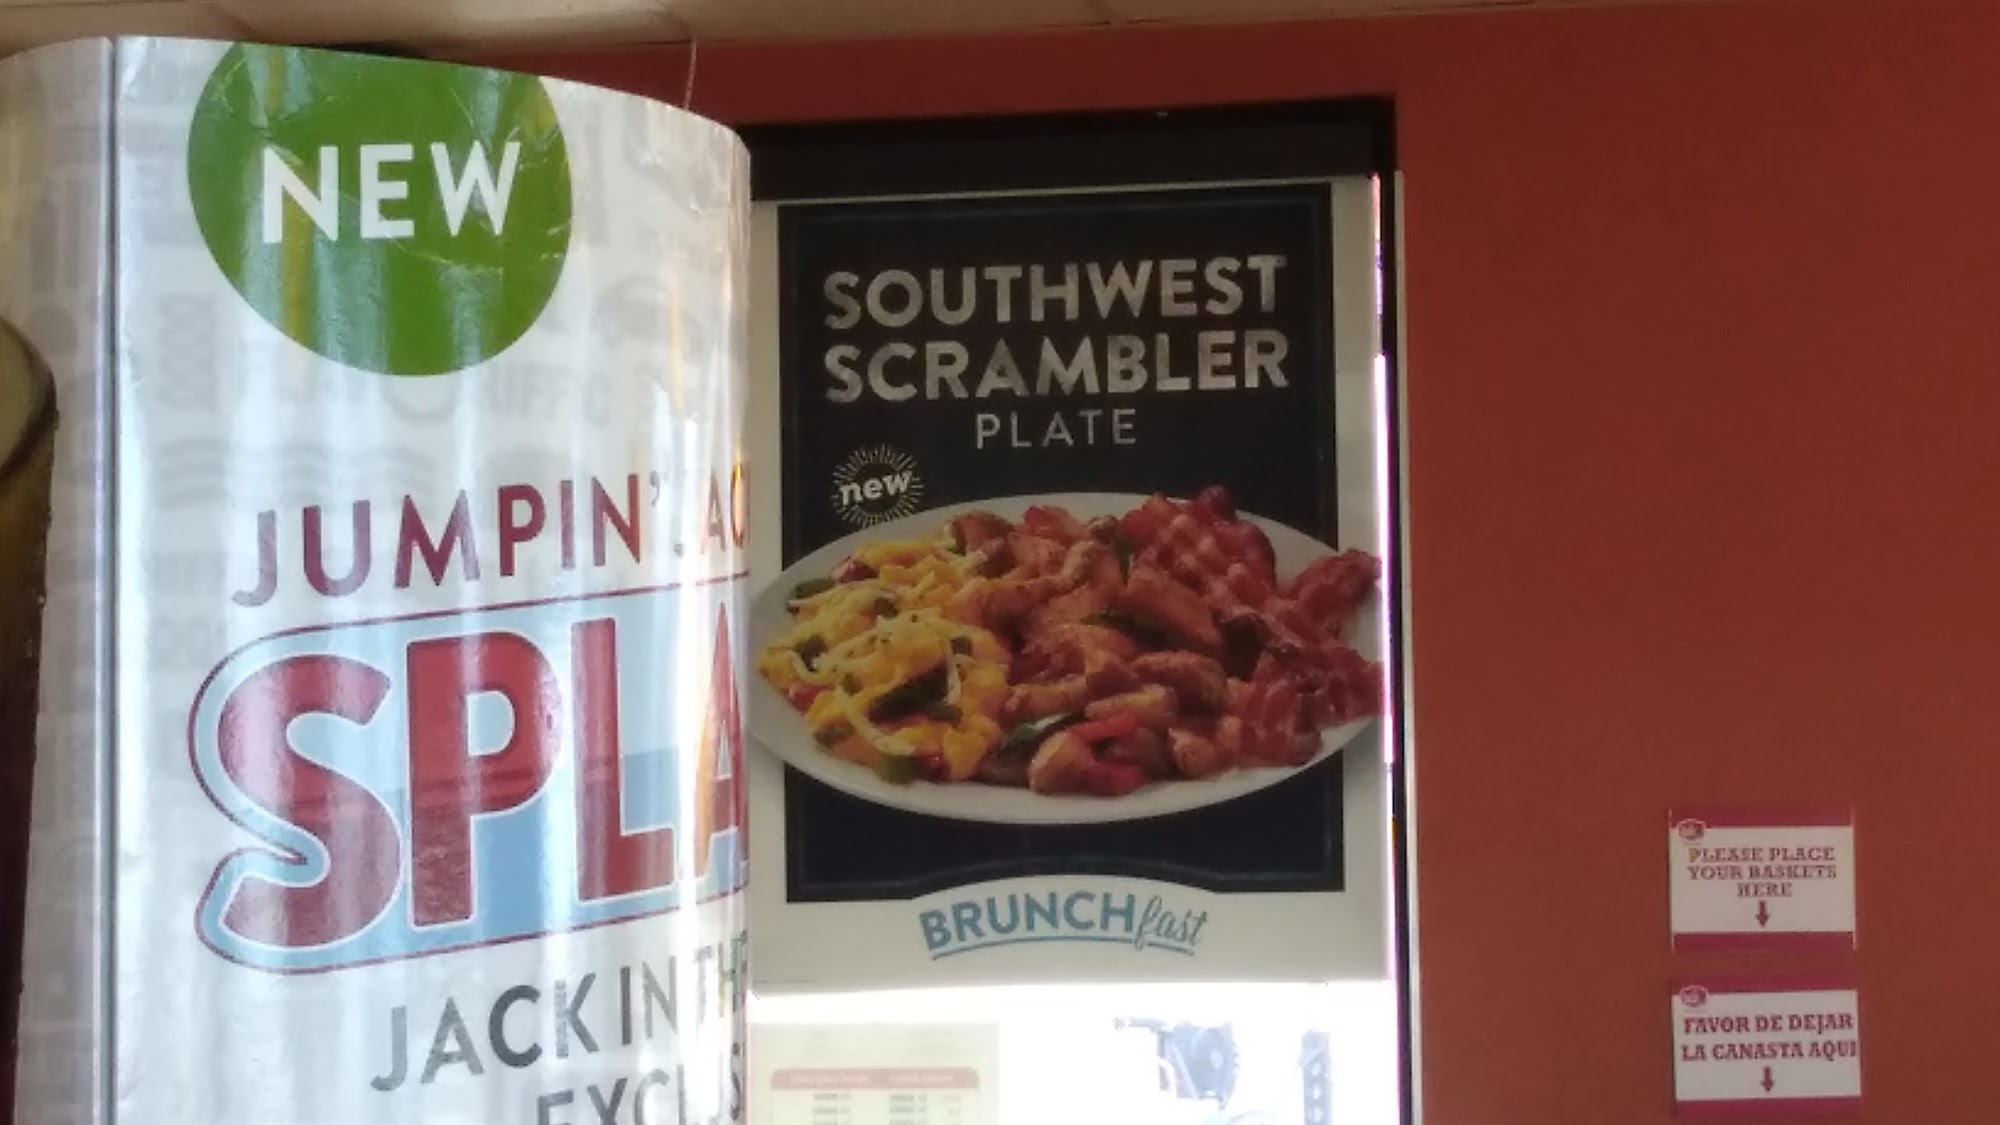 NEW
JUMPIN'
SPLA
JACK IN THE
SOUTHWEST
SCRAMBLER
PLATE
new
BRUNCHfast
PLEASE PLACE
YOUR BASKETS
HERE
FAVOR DE DEJAR
LA CANASTA AQUI